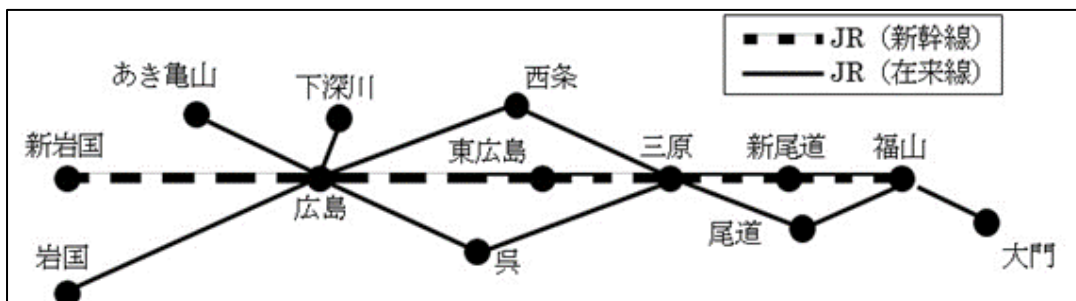 JR（新幹線）
JR（在来線）
あき亀山
下深川
西条
新岩国
東広島
三原
新尾道
福山
広島
岩国
呉
尾道
大門